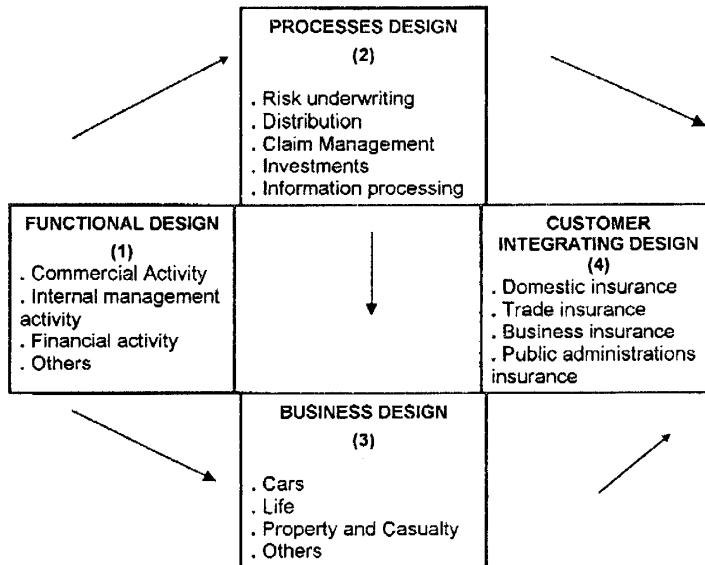 PROCESSES DESIGN
(2)
. Risk underwriting
. Distribution
. Claim Management
. Investments
. Information processing
FUNCTIONAL DESIGN
(1)
. Commercial Activity
. Internal management
activity
. Financial activity
. Others
CUSTOMER
INTEGRATING DESIGN
(4)
. Domestic insurance
. Trade insurance
. Business insurance
. Public administrations
insurance
BUSINESS DESIGN
(3)
. Cars
. Life
. Property and Casualty
. Others